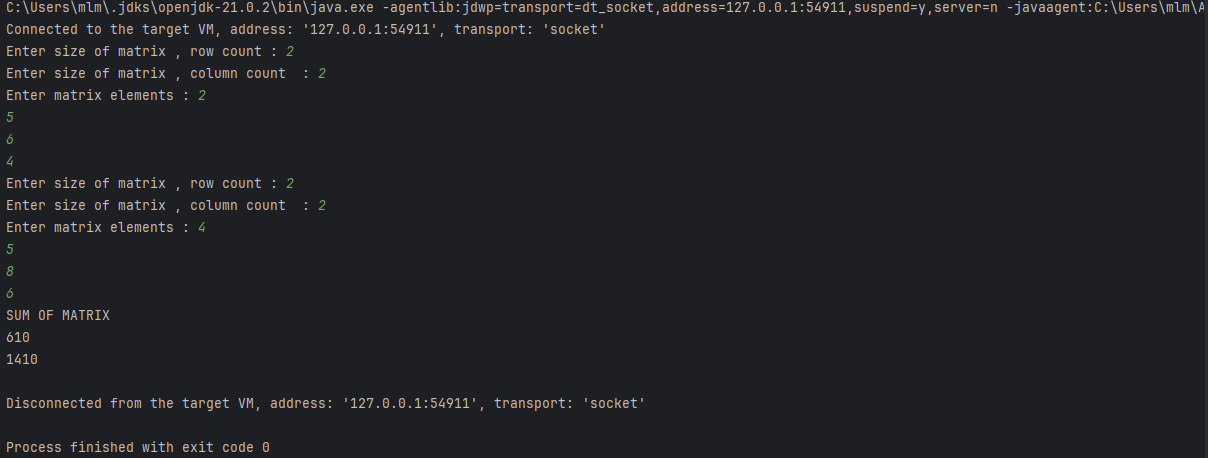 C:\Users\mlm\.jdks\openjdk-21.0.2\bin\java.exe -agentlib:jdwp=transport=dt_socket,address=127.0.0.1:54911,suspend=y,server=n -javaagent:C:\Users\mlm\A
Connected to the target VM, address: '127.0.0.1:54911', transport: 'socket'
Enter size of matrix , row count : 2
Enter size of matrix , column count  : 2
Enter matrix elements : 2
5
6
4
Enter size of matrix , row count : 2
Enter size of matrix , column count  : 2
Enter matrix elements : 4
5
8
6
SUM OF MATRIX
610
1410
Disconnected from the target VM, address: '127.0.0.1:54911', transport: 'socket'
Process finished with exit code 0